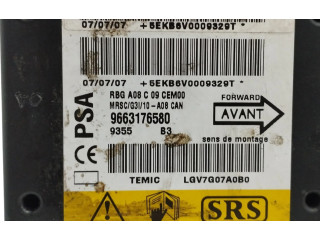 07/07/07 +5EKB6V0009329T*
07/07/07 +5EKB6V0009329T*
RBG A08 C 09 CEM00
MRSC/G3I/10-A08 CAN
FORWARD
9663176580
AVANT
9355 B3
sens de montage
PSA
CE
TEMIC LGV7G07A0B0
SRS